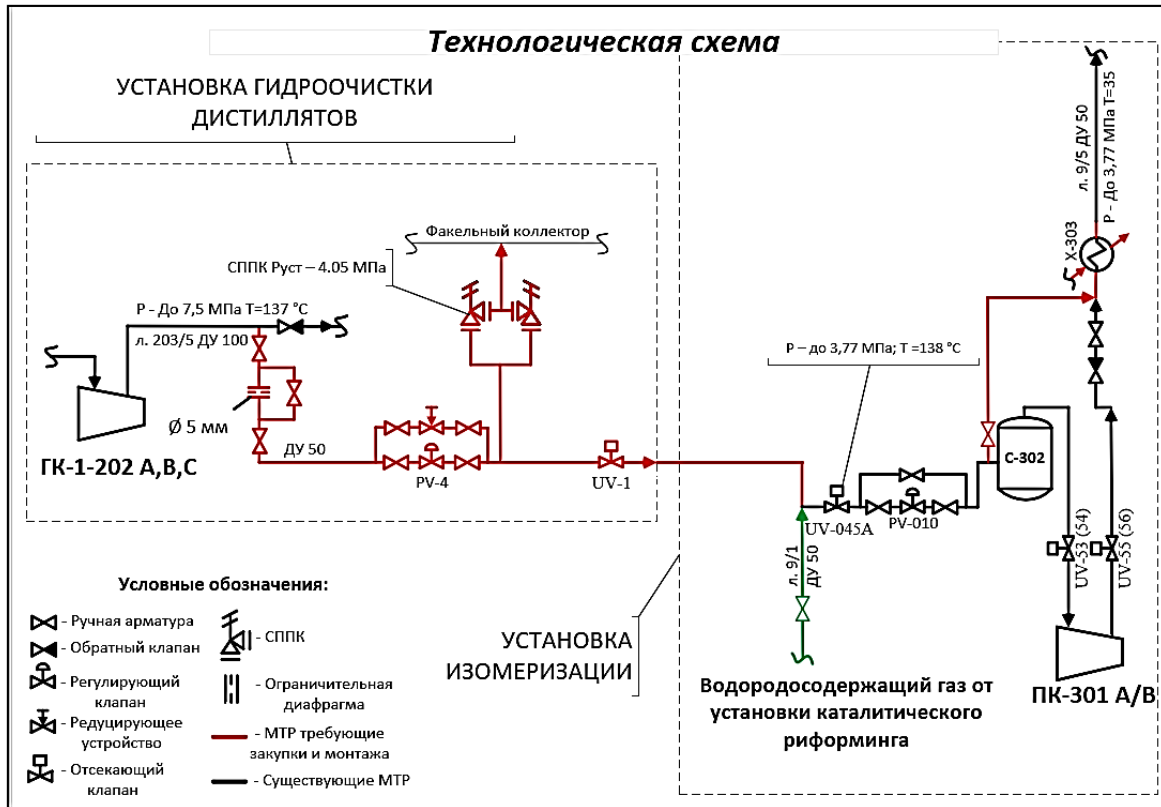 Технологическая схема
УСТАНОВКА ГИДРООЧИСТКИ
ДИСТИЛЛЯТОВ
Факельный коллектор
СППК Руст – 4.05 МПа
Р - До 7,5 МПа Т=137 °С
л. 203/5 ДУ 100
Ø 5 мм
ГК-1-202 А,В,С
ДУ 50
PV-4
UV-1
л. 9/5 ДУ 50
Р - До 3,77 МПа Т=35
Х-303
Р – до 3,77 МПа; Т =138 °С
С-302
UV-045А
PV-010
л. 9/1
ДУ 50
UV-53 (54)
UV-55 (56)
ПК-301 А/В
УСТАНОВКА
ИЗОМЕРИЗАЦИИ
Водородосодержащий газ от
установки каталитического
риформинга
Условные обозначения:
- Ручная арматура
- Обратный клапан
- Регулирующий
клапан
- Редуцирующее
устройство
- Отсекающий
клапан
- СППК
- Ограничительная
диафрагма
- МТР требующие
закупки и монтажа
- Существующие МТР